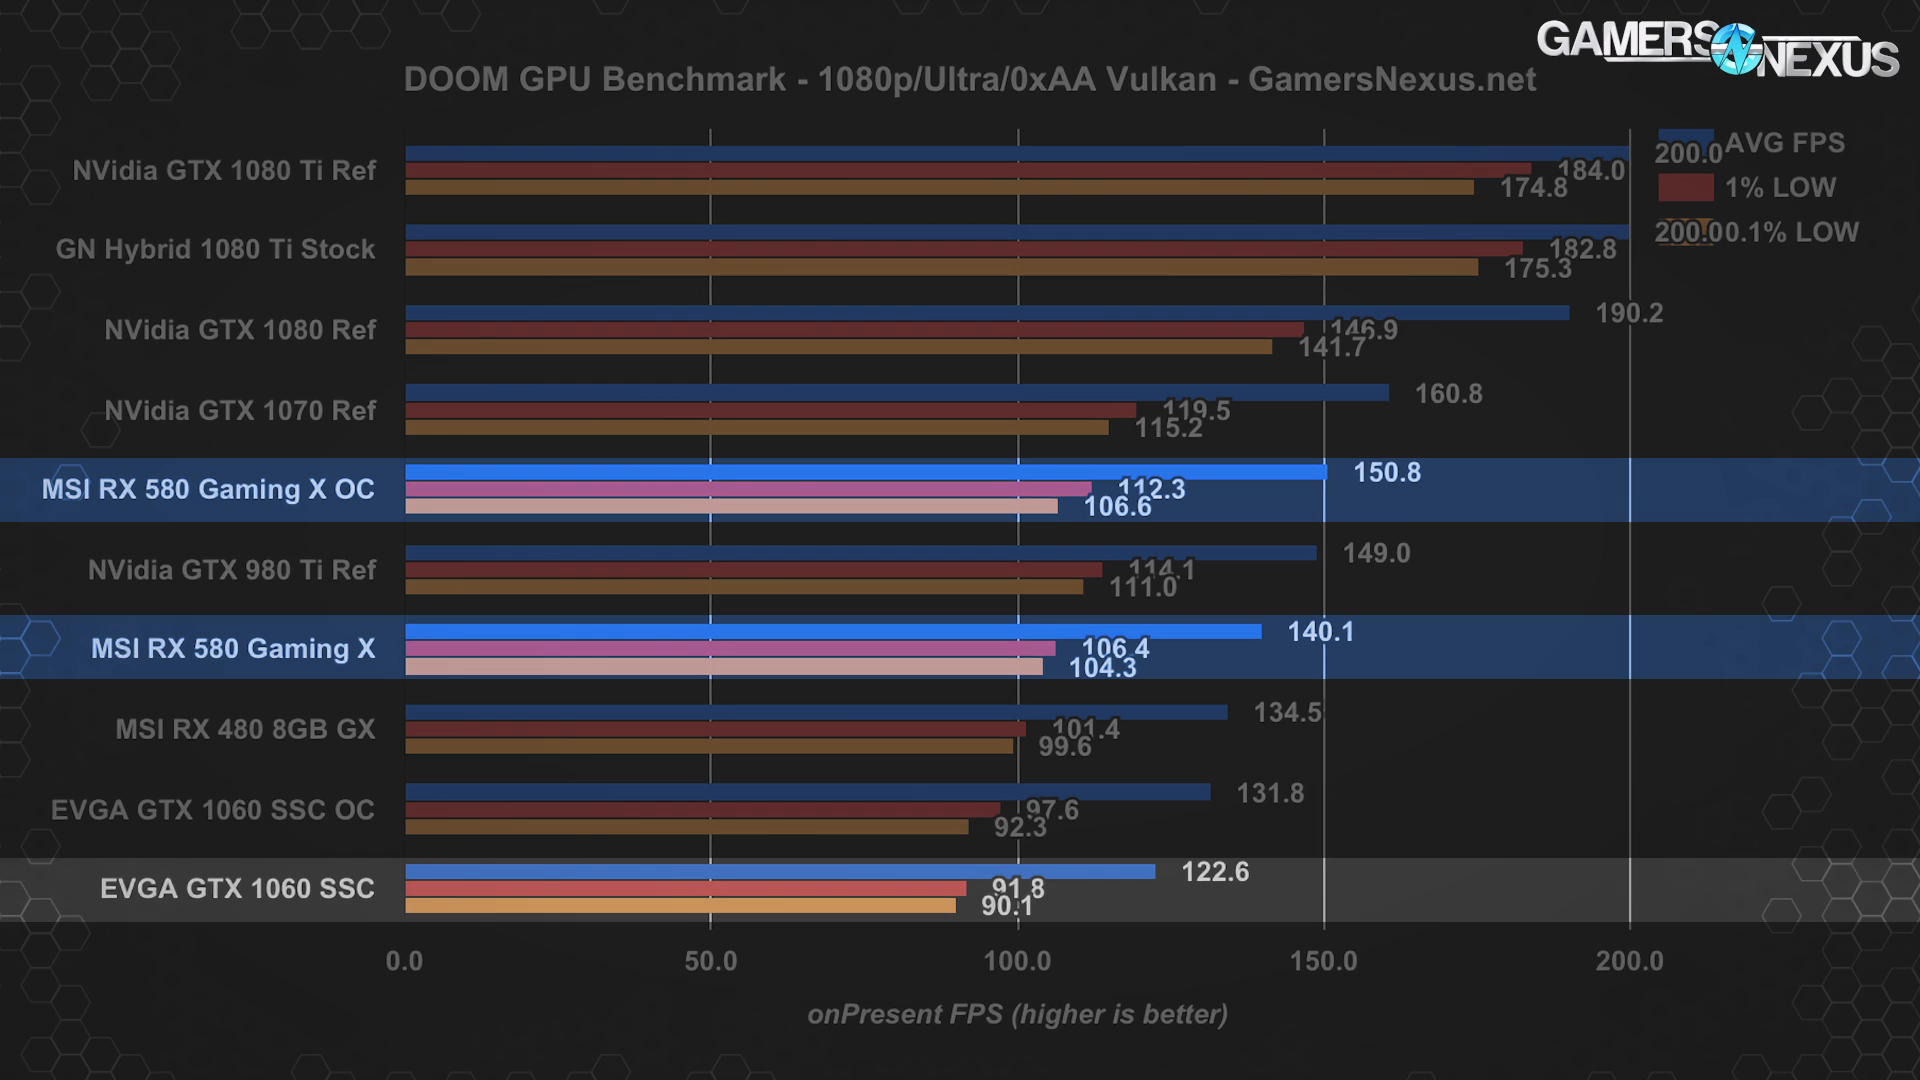 GAMERS NEXUS
DOOM GPU Benchmark - 1080p/Ultra/0xAA Vulkan - GamersNexus.net
AVG FPS
1% LOW
0.1% LOW
NVidia GTX 1080 Ti Ref
200.0
184.0
174.8
GN Hybrid 1080 Ti Stock
200.0
182.8
175.3
NVidia GTX 1080 Ref
190.2
146.9
141.7
NVidia GTX 1070 Ref
160.8
119.5
115.2
MSI RX 580 Gaming X OC
150.8
112.3
106.6
NVidia GTX 980 Ti Ref
149.0
114.1
111.0
MSI RX 580 Gaming X
140.1
106.4
104.3
MSI RX 480 8GB GX
134.5
101.4
99.6
EVGA GTX 1060 SSC OC
131.8
97.6
92.3
EVGA GTX 1060 SSC
122.6
91.8
90.1
0.0 50.0 100.0 150.0 200.0
onPresent FPS (higher is better)